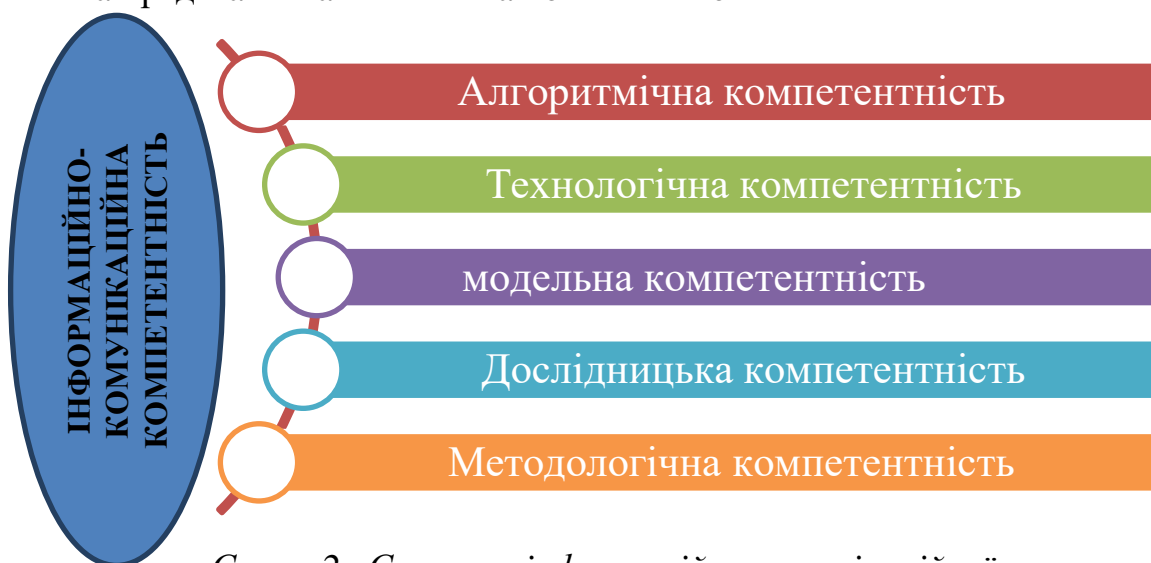 ІНФОРМАЦІЙНО-
КОМУНІКАЦІЙНА
КОМПЕТЕНТНІСТЬ
Алгоритмічна компетентність
Технологічна компетентність
модельна компетентність
Дослідницька компетентність
Методологічна компетентність